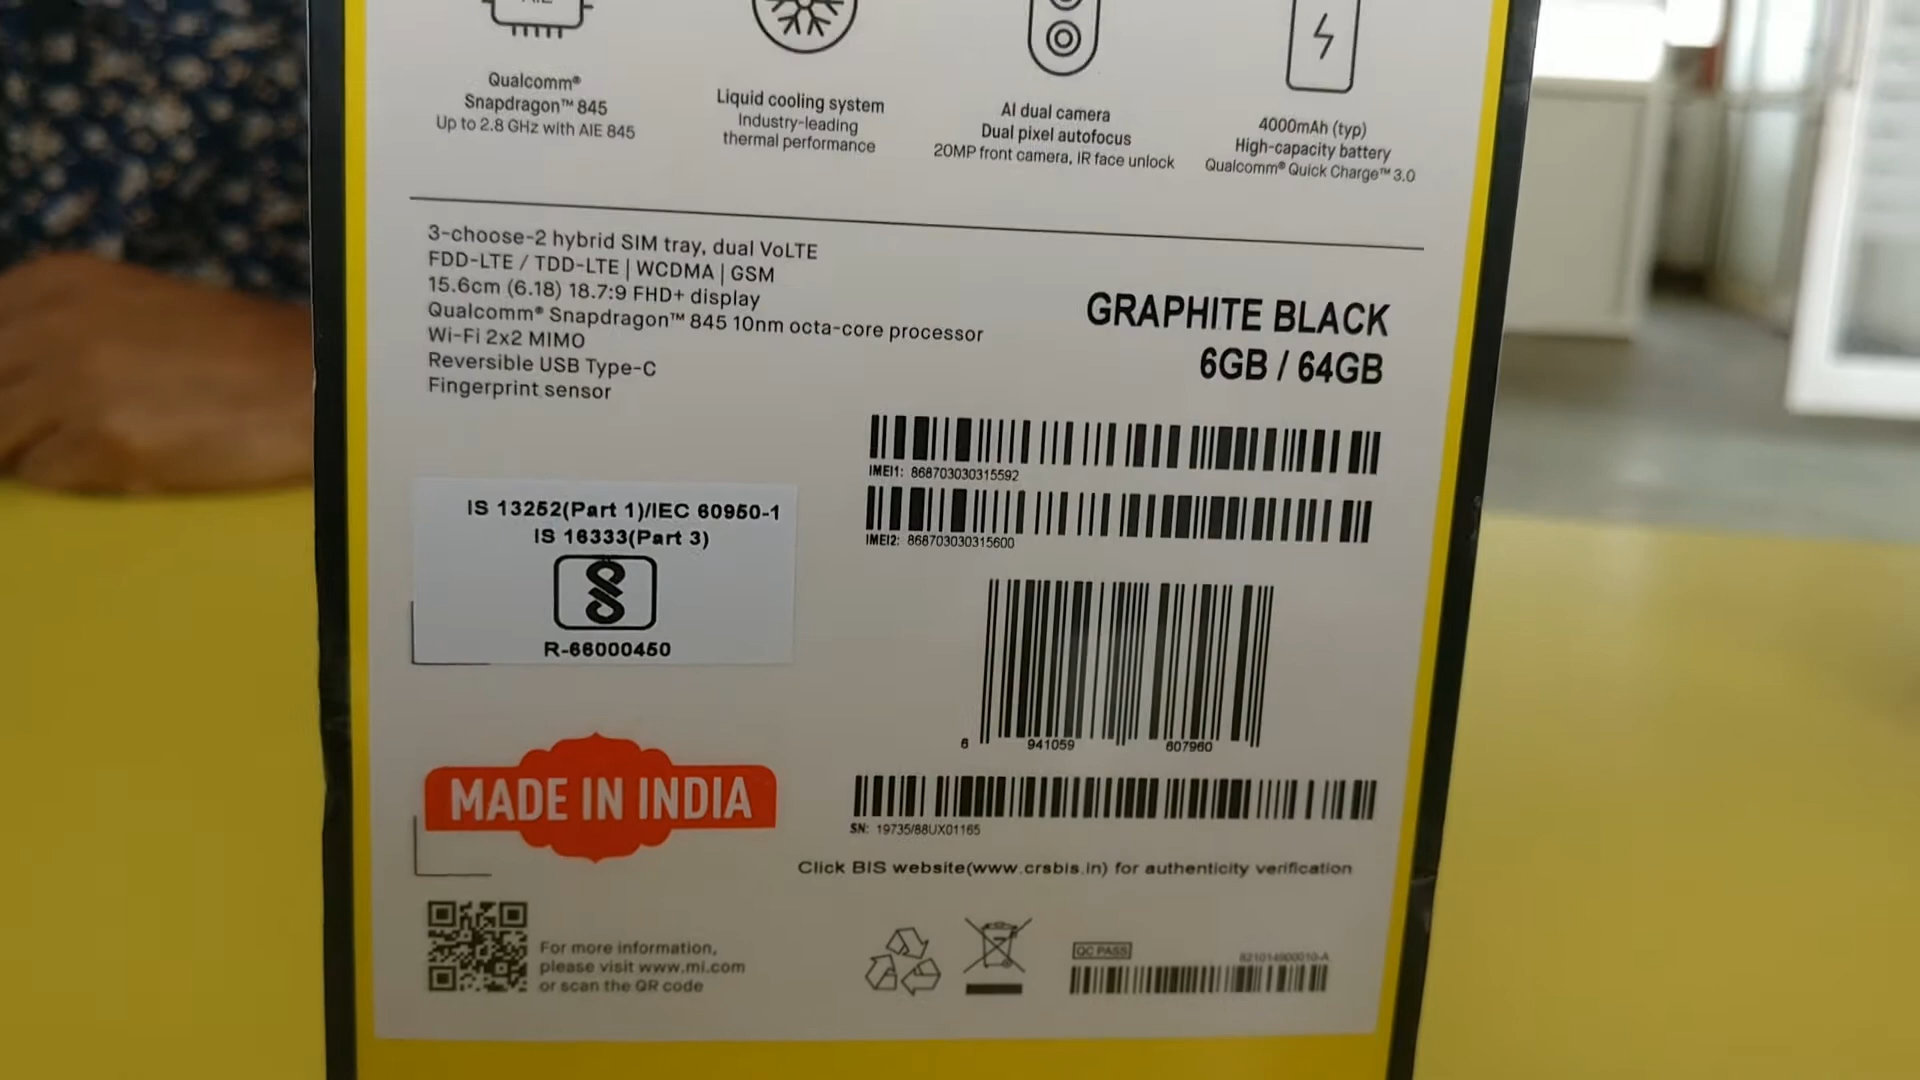 Qualcomm®
Snapdragon™ 845
Up to 2.8 GHz with AIE 845
Liquid cooling system
Industry-leading
thermal performance
AI dual camera
Dual pixel autofocus
20MP front camera, IR face unlock
4000mAh (typ)
High-capacity battery
Qualcomm® Quick Charge™ 3.0
3-choose-2 hybrid SIM tray, dual VoLTE
FDD-LTE / TDD-LTE | WCDMA | GSM
15.6cm (6.18) 18.7:9 FHD+ display
Qualcomm® Snapdragon™ 845 10nm octa-core processor
Wi-Fi 2x2 MIMO
Reversible USB Type-C
Fingerprint sensor
GRAPHITE BLACK
6GB / 64GB
IMEI1: 868703030315592
IMEI2: 868703030315600
IS 13252(Part 1)/IEC 60950-1
IS 16333(Part 3)
R-66000450
6 941059 607960
MADE IN INDIA
SN: 19735/88UX01165
Click BIS website(www.crsbis.in) for authenticity verification
For more information,
please visit www.mi.com
or scan the QR code
QC PASS